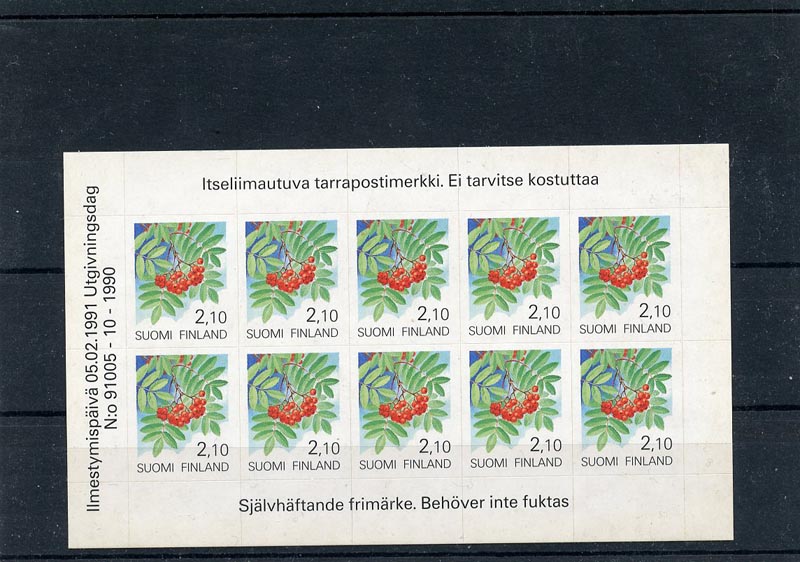 Itseliimautuva tarrapostimerkki. Ei tarvitse kostuttaa
Ilmestymispäivä 05.02.1991 Utgivningsdag
N:o 91005 - 10 - 1990
2,10
SUOMI FINLAND
2,10
SUOMI FINLAND
2,10
SUOMI FINLAND
2,10
SUOMI FINLAND
2,10
SUOMI FINLAND
2,10
SUOMI FINLAND
2,10
SUOMI FINLAND
2,10
SUOMI FINLAND
2,10
SUOMI FINLAND
2,10
SUOMI FINLAND
Självhäftande frimärke. Behöver inte fuktas